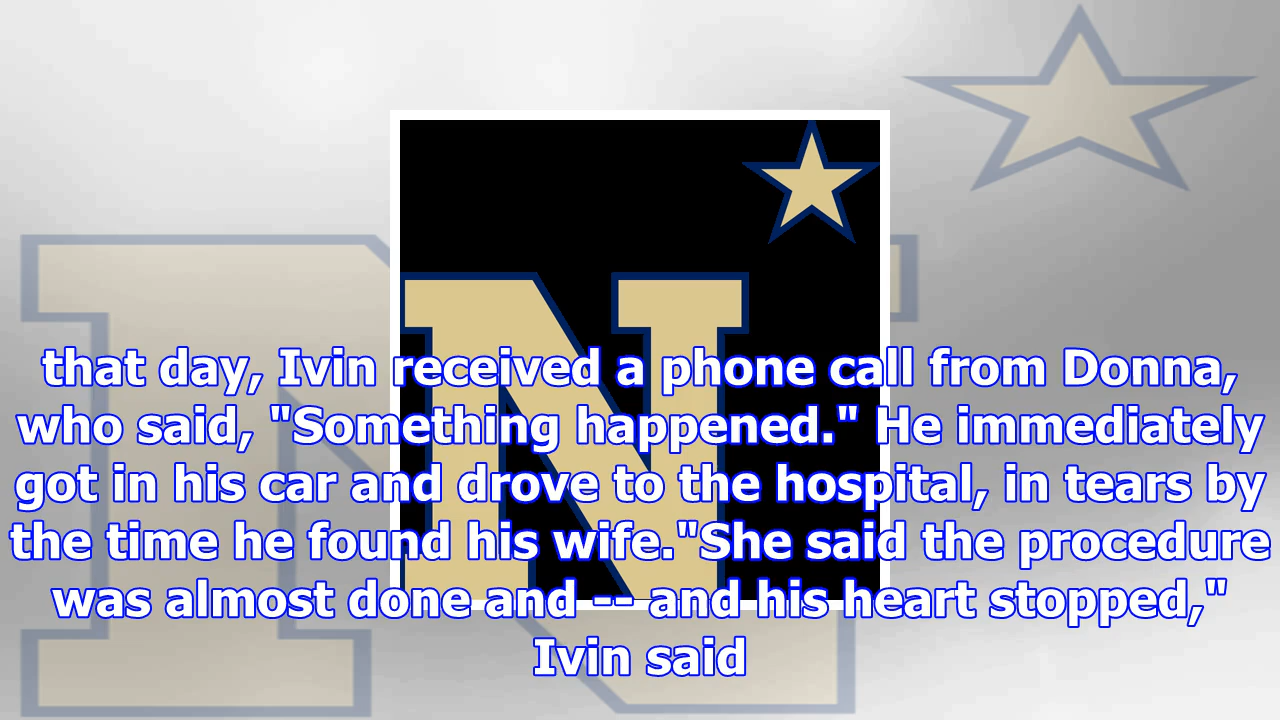 N
that day, Ivin received a phone call from Donna,
who said, "Something happened." He immediately
got in his car and drove to the hospital, in tears by
the time he found his wife."She said the procedure
was almost done and -- and his heart stopped,"
Ivin said